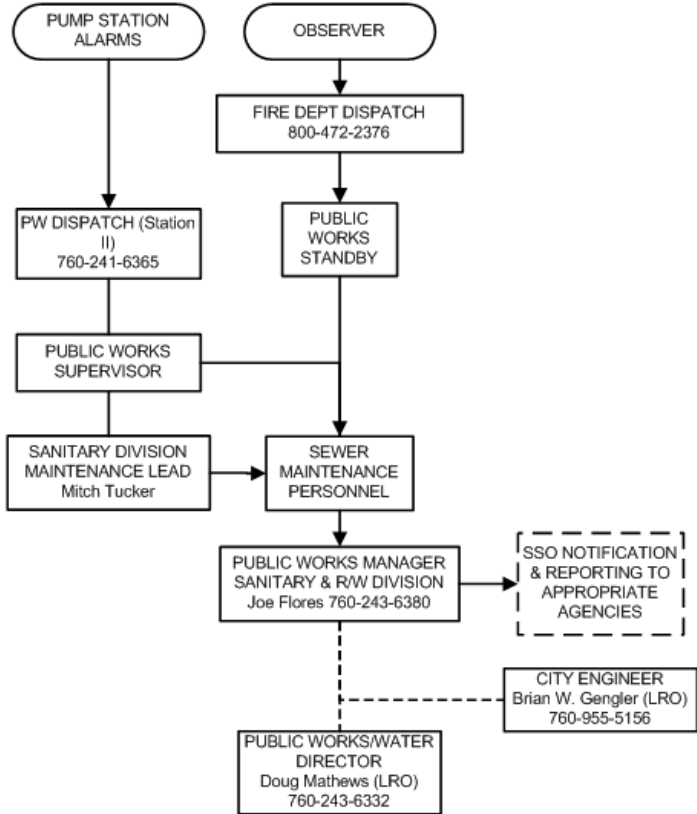 PUMP STATION
ALARMS
OBSERVER
FIRE DEPT DISPATCH
800-472-2376
PW DISPATCH (Station
II)
760-241-6365
PUBLIC
WORKS
STANDBY
PUBLIC WORKS
SUPERVISOR
SANITARY DIVISION
MAINTENANCE LEAD
Mitch Tucker
SEWER
MAINTENANCE
PERSONNEL
PUBLIC WORKS MANAGER
SANITARY & R/W DIVISION
Joe Flores 760-243-6380
SSO NOTIFICATION
& REPORTING TO
APPROPRIATE
AGENCIES
CITY ENGINEER
Brian W. Gengler (LRO)
760-955-5156
PUBLIC WORKS/WATER
DIRECTOR
Doug Mathews (LRO)
760-243-6332